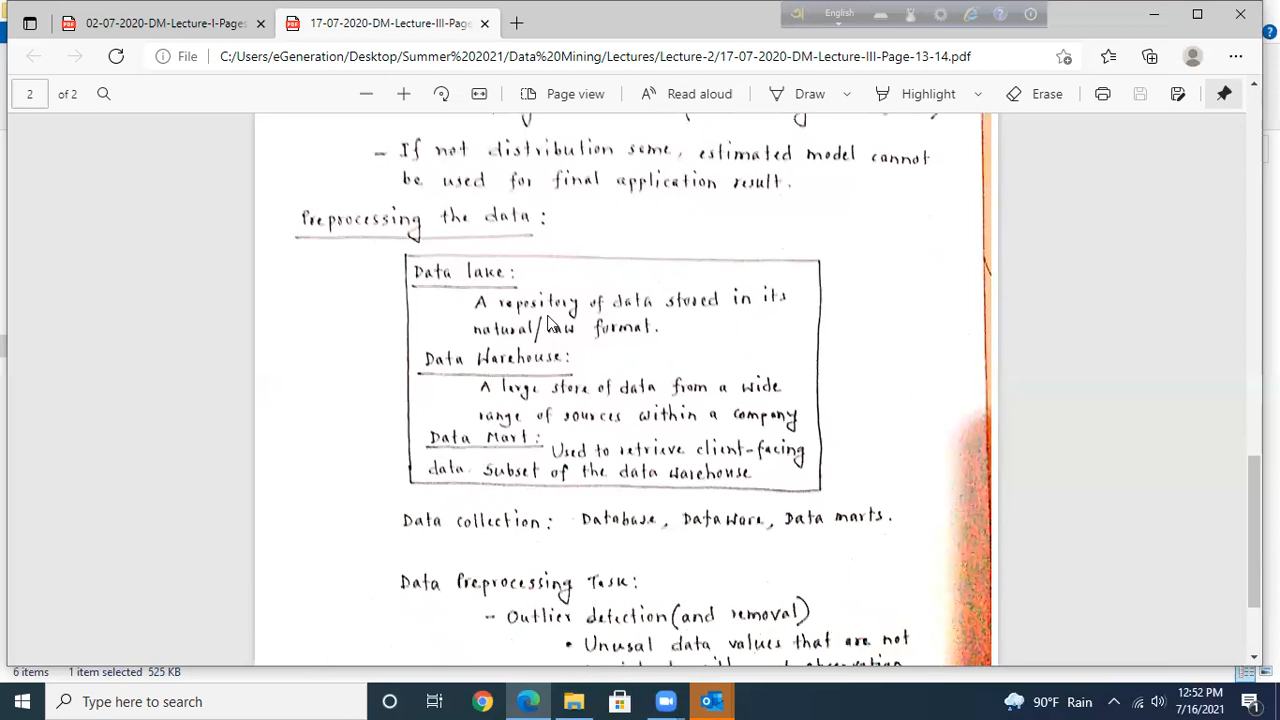 02-07-2020-DM-Lecture-I-Pages
17-07-2020-DM-Lecture-III-Page
English
File
C:/Users/eGeneration/Desktop/Summer%202021/Data%20Mining/Lectures/Lecture-2/17-07-2020-DM-Lecture-III-Page-13-14.pdf
2
of 2
Page view
Read aloud
Draw
Highlight
Erase
- If not distribution some, estimated model cannot
be used for final application result.
Preprocessing the data:
Data lake:
A repository of data stored in its
natural/raw format.
Data Warehouse:
A large store of data from a wide
range of sources within a company
Data Mart: Used to retrieve client-facing
data. Subset of the data warehouse
Data collection: Database, Dataware, Data marts.
Data Preprocessing Task:
- Outlier detection(and removal)
• Unusal data values that are not
6 items
1 item selected 525 KB
Type here to search
90°F Rain
12:52 PM
7/16/2021